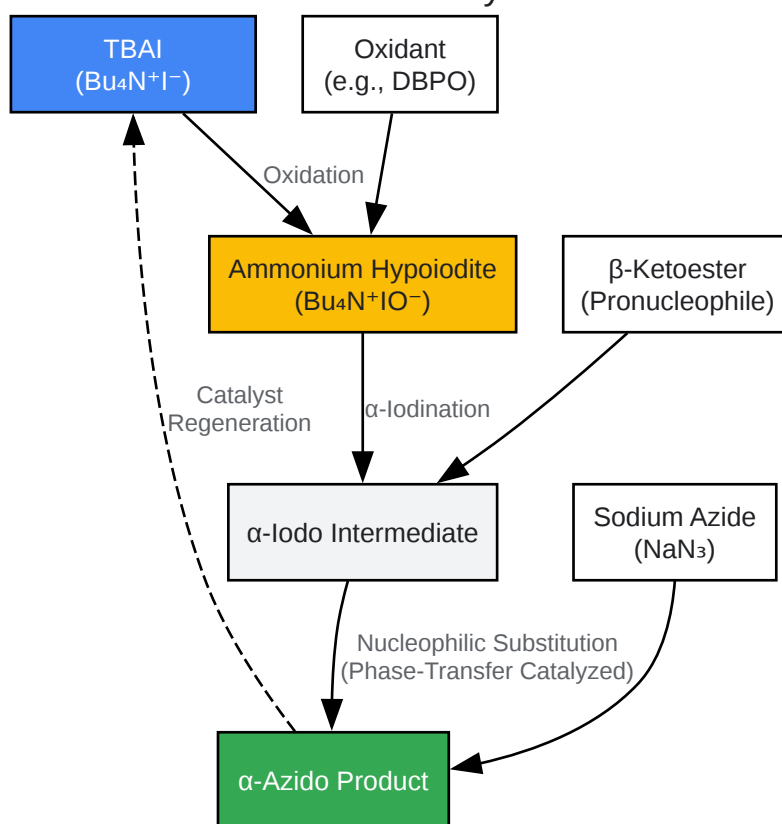 TBAI
(Bu₄N⁺I⁻)
Oxidant
(e.g., DBPO)
Oxidation
Ammonium Hypoiodite
(Bu₄N⁺IO⁻)
β-Ketoester
(Pronucleophile)
Catalyst
Regeneration
α-Iodination
α-Iodo Intermediate
Sodium Azide
(NaN₃)
Nucleophilic Substitution
(Phase-Transfer Catalyzed)
α-Azido Product